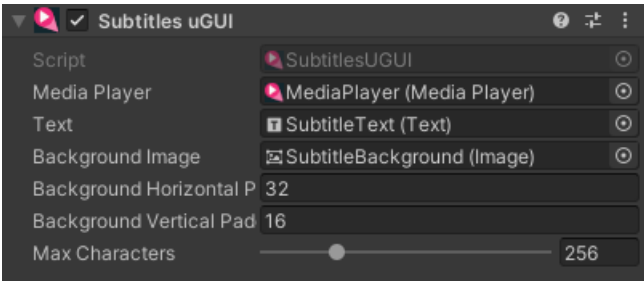 Subtitles uGUI
Script SubtitlesUGUI
Media Player MediaPlayer (Media Player)
Text SubtitleText (Text)
Background Image SubtitleBackground (Image)
Background Horizontal P 32
Background Vertical Pad 16
Max Characters 256